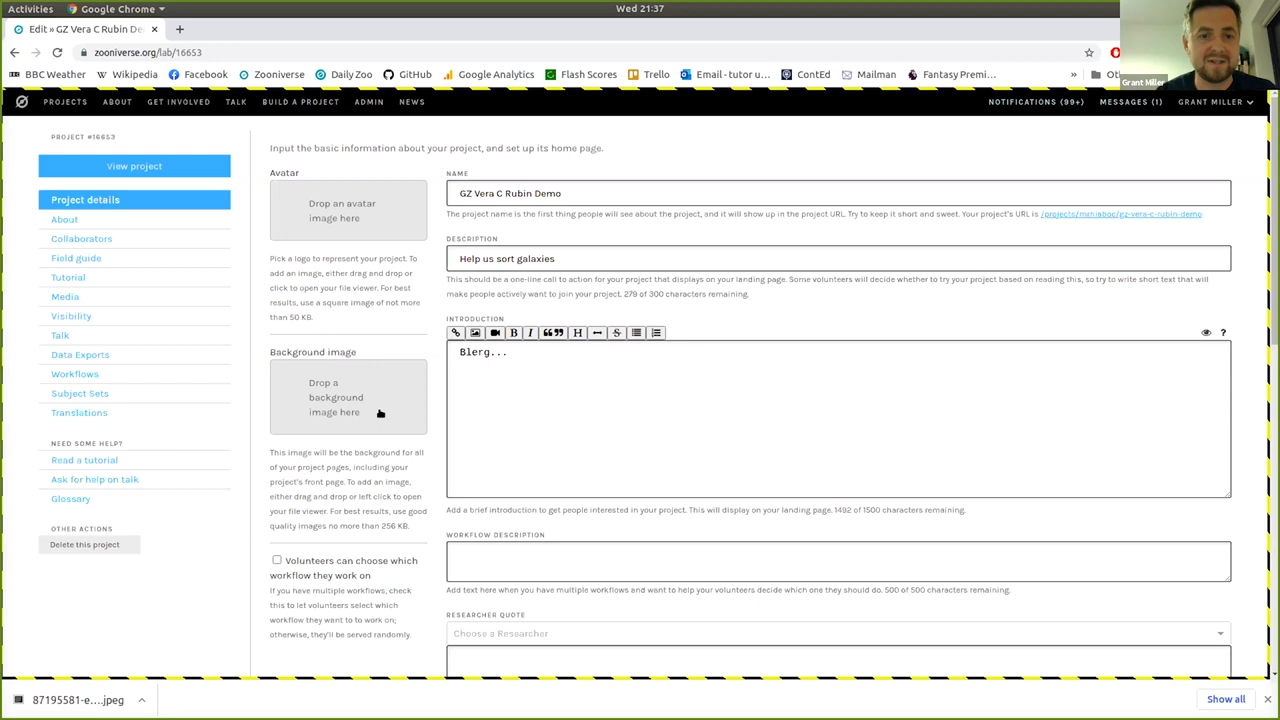 Activities
Google Chrome
Wed 21:37
Edit » GZ Vera C Rubin De
zooniverse.org/lab/16653
BBC Weather
Wikipedia
Facebook
Zooniverse
Daily Zoo
GitHub
Google Analytics
Flash Scores
Trello
Email - tutor u...
ContEd
Mailman
Fantasy Premi...
»
Grant Miller
PROJECTS
ABOUT
GET INVOLVED
TALK
BUILD A PROJECT
ADMIN
NEWS
NOTIFICATIONS (99+)
MESSAGES (1)
GRANT MILLER
PROJECT #16653
View project
Project details
About
Collaborators
Field guide
Tutorial
Media
Visibility
Talk
Data Exports
Workflows
Subject Sets
Translations
NEED SOME HELP?
Read a tutorial
Ask for help on talk
Glossary
OTHER ACTIONS
Delete this project
Input the basic information about your project, and set up its home page.
Avatar
Drop an avatar
image here
Pick a logo to represent your project. To
add an image, either drag and drop or
click to open your file viewer. For best
results, use a square image of not more
than 50 KB.
Background image
Drop a
background
image here
This image will be the background for all
of your project pages, including your
project's front page. To add an image,
either drag and drop or left click to open
your file viewer. For best results, use good
quality images no more than 256 KB.
Volunteers can choose which
workflow they work on
If you have multiple workflows, check
this to let volunteers select which
workflow they want to to work on;
otherwise, they'll be served randomly.
NAME
GZ Vera C Rubin Demo
The project name is the first thing people will see about the project, and it will show up in the project URL. Try to keep it short and sweet. Your project's URL is /projects/mrniaboc/gz-vera-c-rubin-demo
DESCRIPTION
Help us sort galaxies
This should be a one-line call to action for your project that displays on your landing page. Some volunteers will decide whether to try your project based on reading this, so try to write short text that will
make people actively want to join your project. 279 of 300 characters remaining.
INTRODUCTION
B I H S ?
Blerg...
Add a brief introduction to get people interested in your project. This will display on your landing page. 1492 of 1500 characters remaining.
WORKFLOW DESCRIPTION
Add text here when you have multiple workflows and want to help your volunteers decide which one they should do. 500 of 500 characters remaining.
RESEARCHER QUOTE
Choose a Researcher
87195581-e....jpeg
Show all